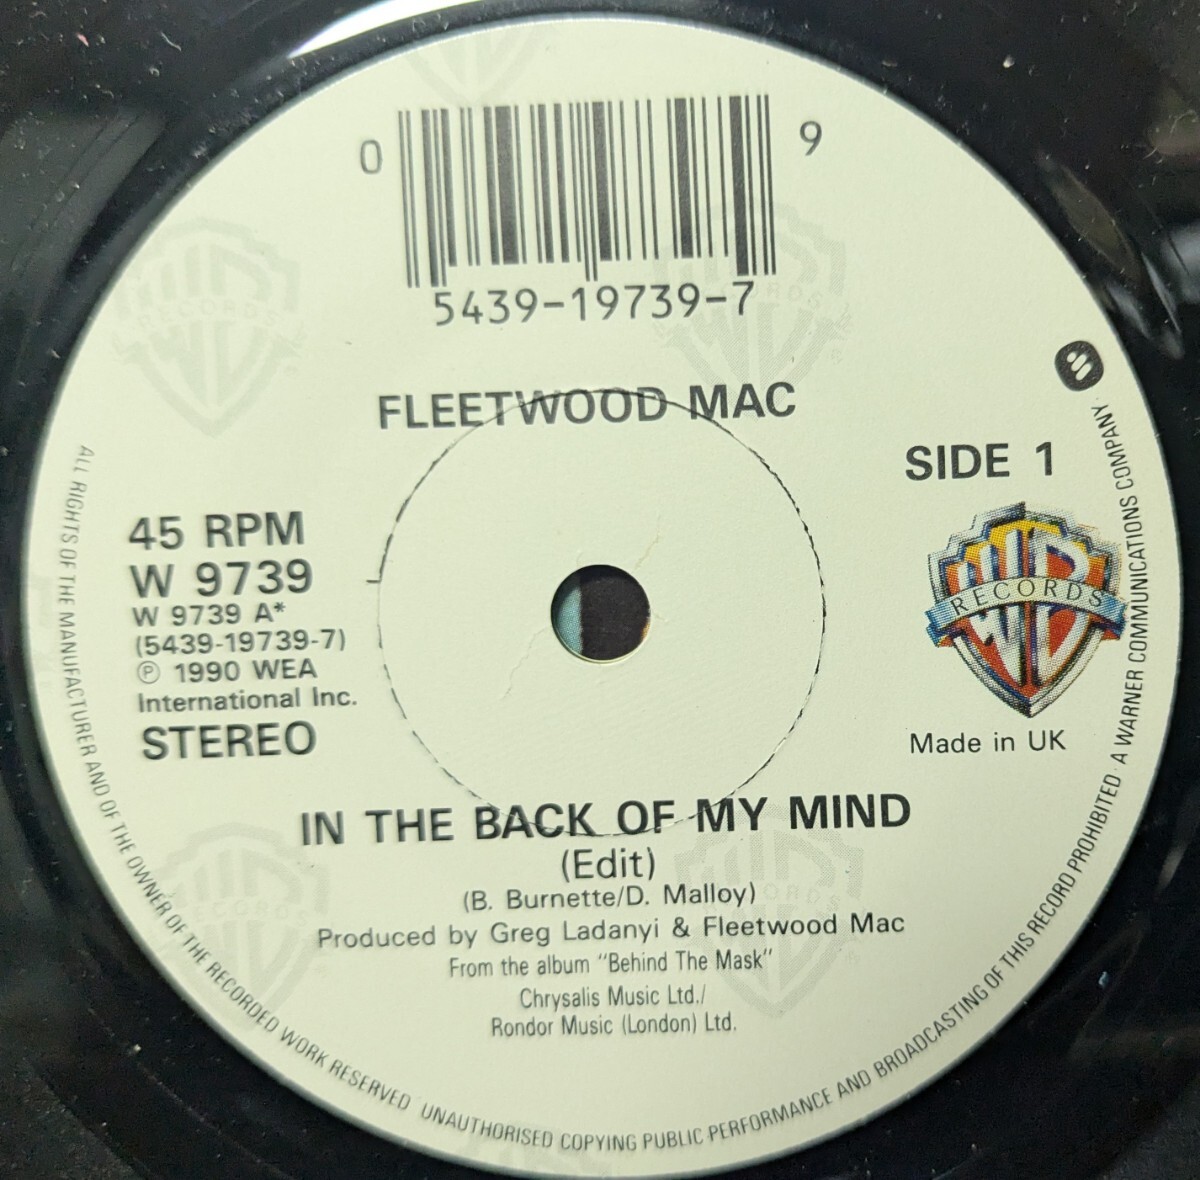 0 9
5439-19739-7
FLEETWOOD MAC
SIDE 1
45 RPM
W 9739
W 9739 A*
(5439-19739-7)
℗ 1990 WEA
International Inc.
STEREO
WB
RECORDS
Made in UK
IN THE BACK OF MY MIND
(Edit)
(B. Burnette/D. Malloy)
Produced by Greg Ladanyi & Fleetwood Mac
From the album "Behind The Mask"
Chrysalis Music Ltd./
Rondor Music (London) Ltd.
ALL RIGHTS OF THE MANUFACTURER AND OF THE OWNER OF THE RECORDED WORK RESERVED UNAUTHORISED COPYING PUBLIC PERFORMANCE AND BROADCASTING OF THIS RECORD PROHIBITED · A WARNER COMMUNICATIONS COMPANY ·